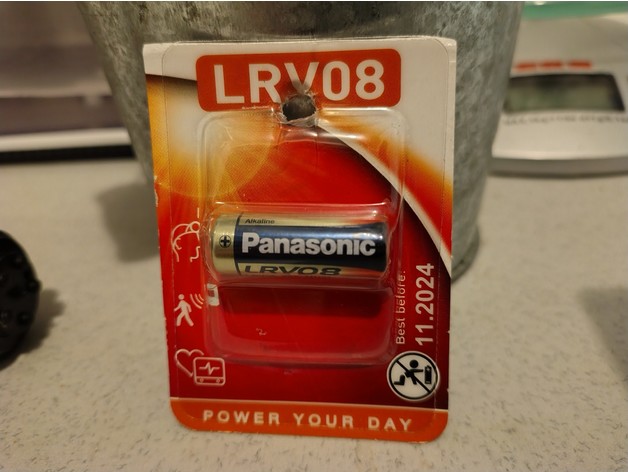 LRV08
Alkaline
+ Panasonic
LRV08
Best before:
11.2024
POWER YOUR DAY